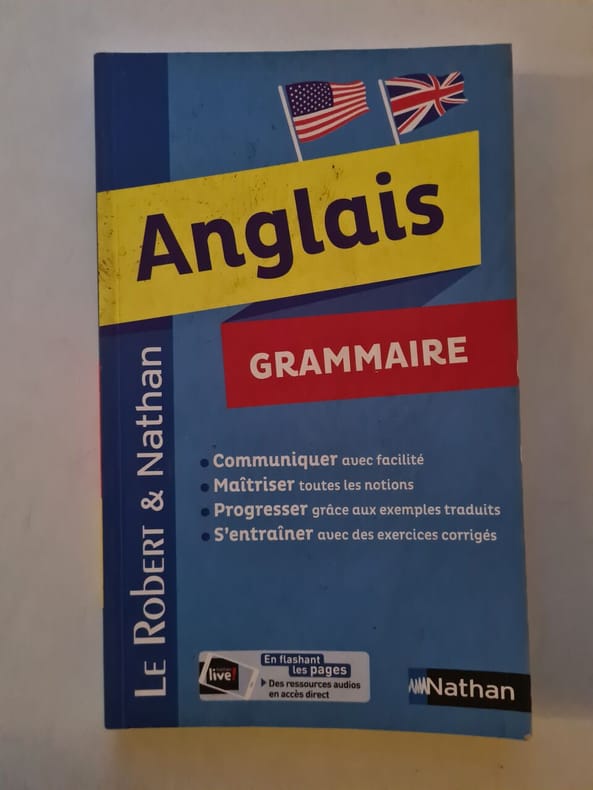 Anglais
GRAMMAIRE
LE ROBERT & Nathan
• Communiquer avec facilité
• Maîtriser toutes les notions
• Progresser grâce aux exemples traduits
• S'entraîner avec des exercices corrigés
nathan
live!
En flashant
les pages
Des ressources audios
en accès direct
Nathan